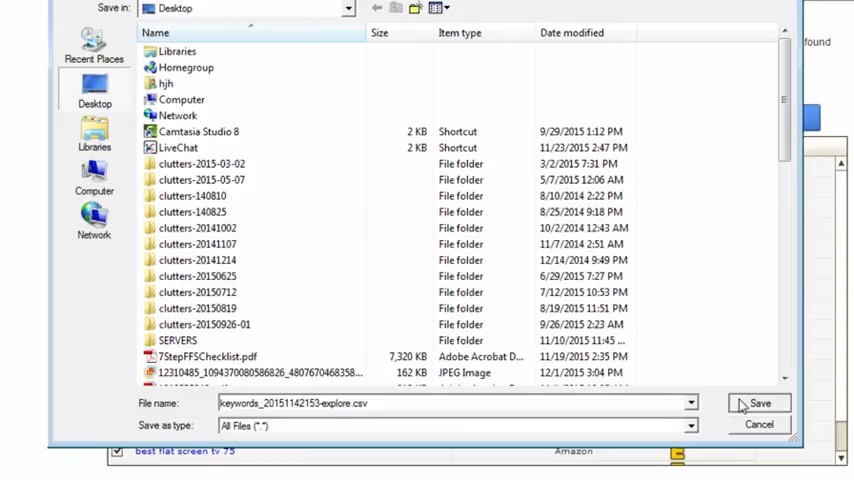 Save in: Desktop
found
Name Size Item type Date modified
Recent Places
Desktop
Libraries
Computer
Network
Libraries
Homegroup
hjh
Computer
Network
Camtasia Studio 8 2 KB Shortcut 9/29/2015 1:12 PM
LiveChat 2 KB Shortcut 11/23/2015 2:47 PM
clutters-2015-03-02 File folder 3/2/2015 7:31 PM
clutters-2015-05-07 File folder 5/7/2015 12:06 AM
clutters-140810 File folder 8/10/2014 2:22 PM
clutters-140825 File folder 8/25/2014 9:18 PM
clutters-20141002 File folder 10/2/2014 12:43 AM
clutters-20141107 File folder 11/7/2014 2:51 AM
clutters-20141214 File folder 12/14/2014 9:49 PM
clutters-20150625 File folder 6/29/2015 7:27 PM
clutters-20150712 File folder 7/12/2015 10:53 PM
clutters-20150819 File folder 8/19/2015 11:51 PM
clutters-20150926-01 File folder 9/26/2015 2:23 AM
SERVERS File folder 11/10/2015 11:45 ...
7StepFFSChecklist.pdf 7,320 KB Adobe Acrobat D... 11/19/2015 2:35 PM
12310485_1094370080586826_4807670468358... 162 KB JPEG Image 12/1/2015 3:04 PM
File name: keywords_20151142153-explore.csv Save
Save as type: All Files (*.*) Cancel
best flat screen tv 75 Amazon